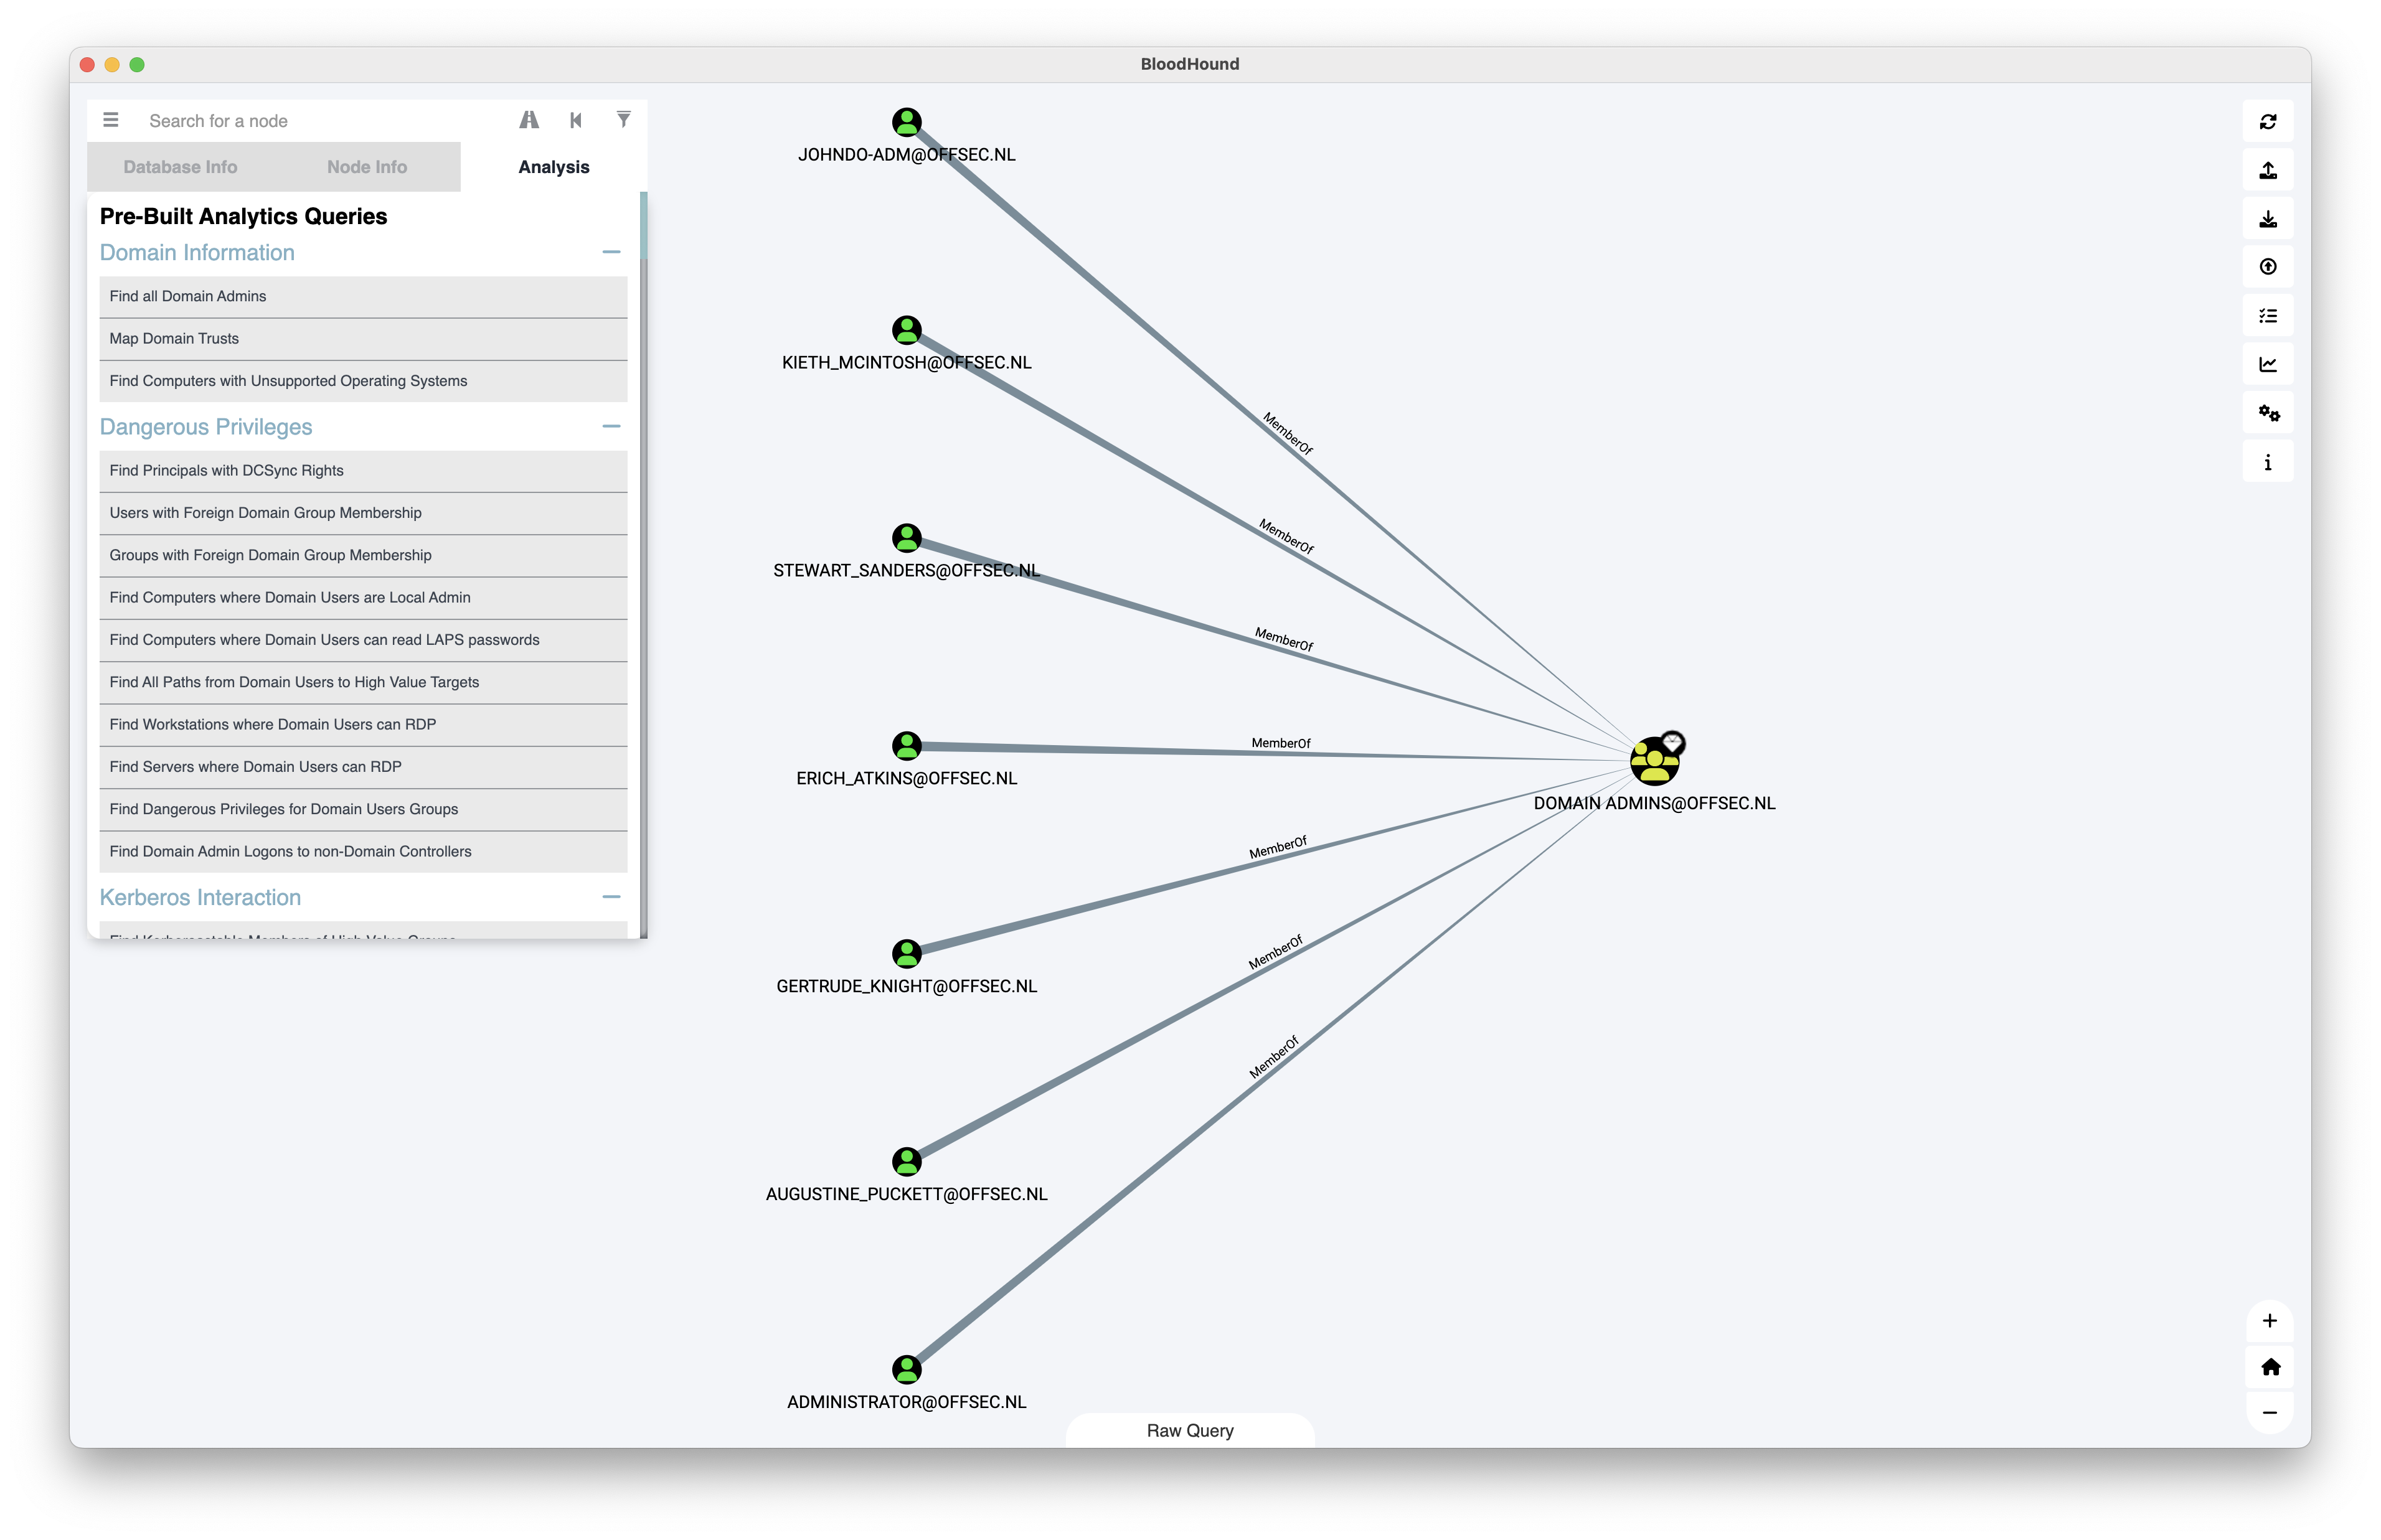 BloodHound
Search for a node
Database Info
Node Info
Analysis
Pre-Built Analytics Queries
Domain Information
Find all Domain Admins
Map Domain Trusts
Find Computers with Unsupported Operating Systems
Dangerous Privileges
Find Principals with DCSync Rights
Users with Foreign Domain Group Membership
Groups with Foreign Domain Group Membership
Find Computers where Domain Users are Local Admin
Find Computers where Domain Users can read LAPS passwords
Find All Paths from Domain Users to High Value Targets
Find Workstations where Domain Users can RDP
Find Servers where Domain Users can RDP
Find Dangerous Privileges for Domain Users Groups
Find Domain Admin Logons to non-Domain Controllers
Kerberos Interaction
Find Kerberoastable Members of High Value Groups
JOHNDO-ADM@OFFSEC.NL
KIETH_MCINTOSH@OFFSEC.NL
STEWART_SANDERS@OFFSEC.NL
ERICH_ATKINS@OFFSEC.NL
GERTRUDE_KNIGHT@OFFSEC.NL
AUGUSTINE_PUCKETT@OFFSEC.NL
ADMINISTRATOR@OFFSEC.NL
MemberOf
MemberOf
MemberOf
MemberOf
MemberOf
MemberOf
MemberOf
DOMAIN ADMINS@OFFSEC.NL
Raw Query